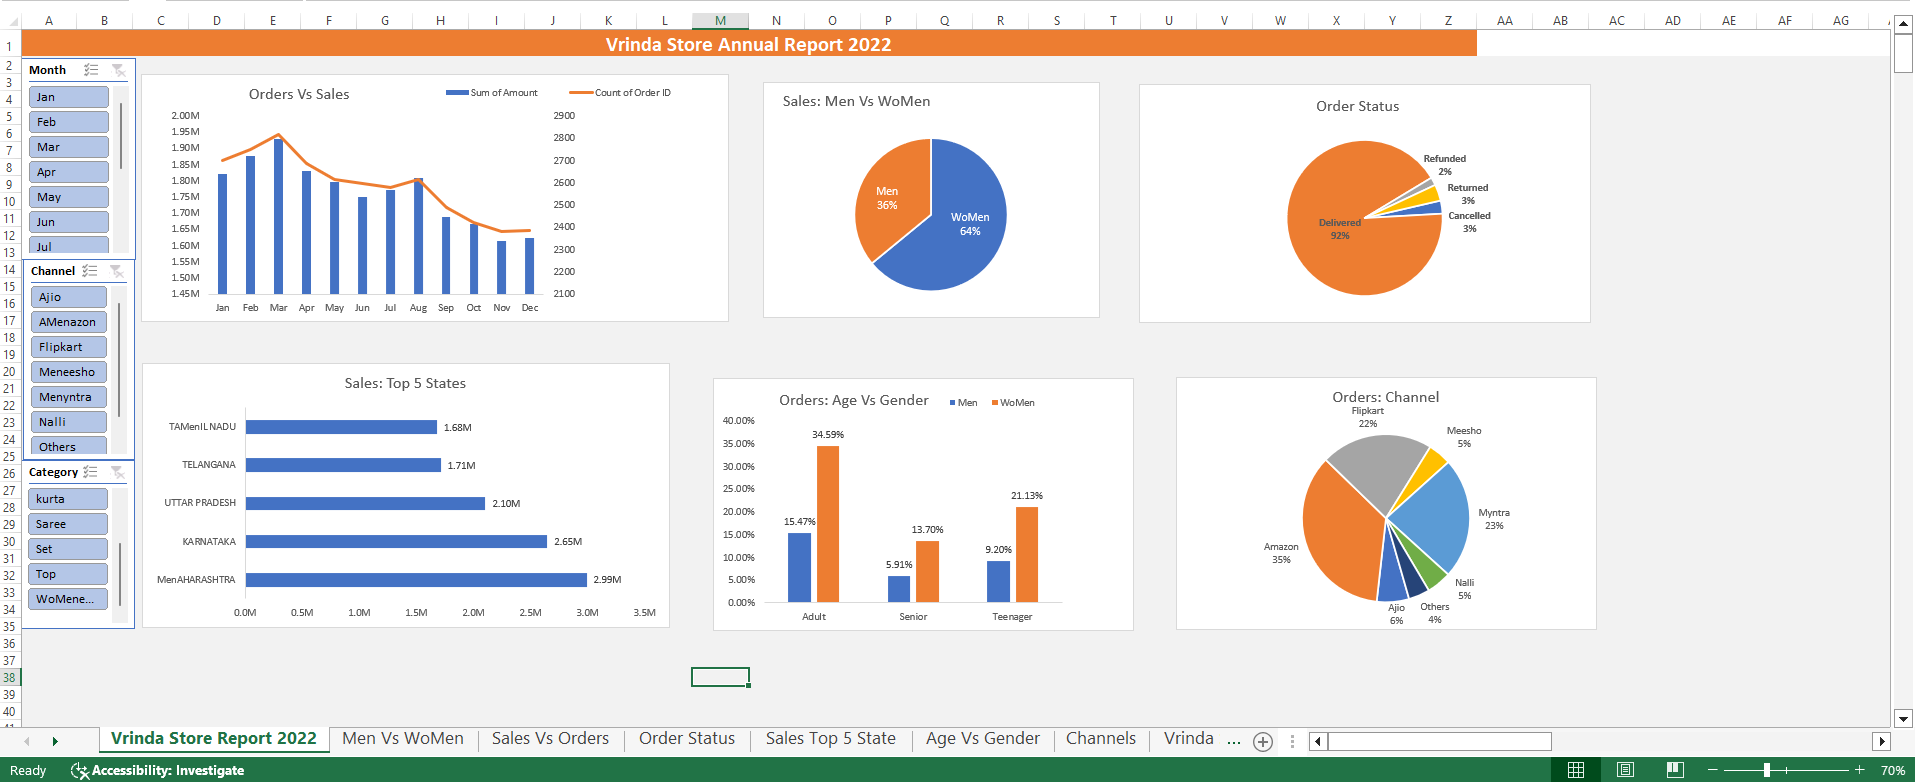 A B C D E F G H I J K L M N O P Q R S T U V W X Y Z AA AB AC AD AE AF AG
1
2
3
4
5
6
7
8
9
10
11
12
13
14
15
16
17
18
19
20
21
22
23
24
25
26
27
28
29
30
31
32
33
34
35
36
37
38
39
40
Vrinda Store Annual Report 2022
Month
Jan
Feb
Mar
Apr
May
Jun
Jul
Channel
Ajio
AMenazon
Flipkart
Meneesho
Menyntra
Nalli
Others
Category
kurta
Saree
Set
Top
WoMene...
Orders Vs Sales
Sum of Amount
Count of Order ID
2.00M
1.95M
1.90M
1.85M
1.80M
1.75M
1.70M
1.65M
1.60M
1.55M
1.50M
1.45M
2900
2800
2700
2600
2500
2400
2300
2200
2100
Jan Feb Mar Apr May Jun Jul Aug Sep Oct Nov Dec
Sales: Men Vs WoMen
Men
36%
WoMen
64%
Order Status
Refunded
2%
Returned
3%
Cancelled
3%
Delivered
92%
Sales: Top 5 States
TAMenIL NADU 1.68M
TELANGANA 1.71M
UTTAR PRADESH 2.10M
KARNATAKA 2.65M
MenAHARASHTRA 2.99M
0.0M 0.5M 1.0M 1.5M 2.0M 2.5M 3.0M 3.5M
Orders: Age Vs Gender
Men
WoMen
40.00%
35.00%
30.00%
25.00%
20.00%
15.00%
10.00%
5.00%
0.00%
15.47%
34.59%
5.91%
13.70%
9.20%
21.13%
Adult Senior Teenager
Orders: Channel
Flipkart
22%
Meesho
5%
Myntra
23%
Nalli
5%
Others
4%
Ajio
6%
Amazon
35%
Vrinda Store Report 2022 Men Vs WoMen Sales Vs Orders Order Status Sales Top 5 State Age Vs Gender Channels Vrinda ...
Ready Accessibility: Investigate 70%